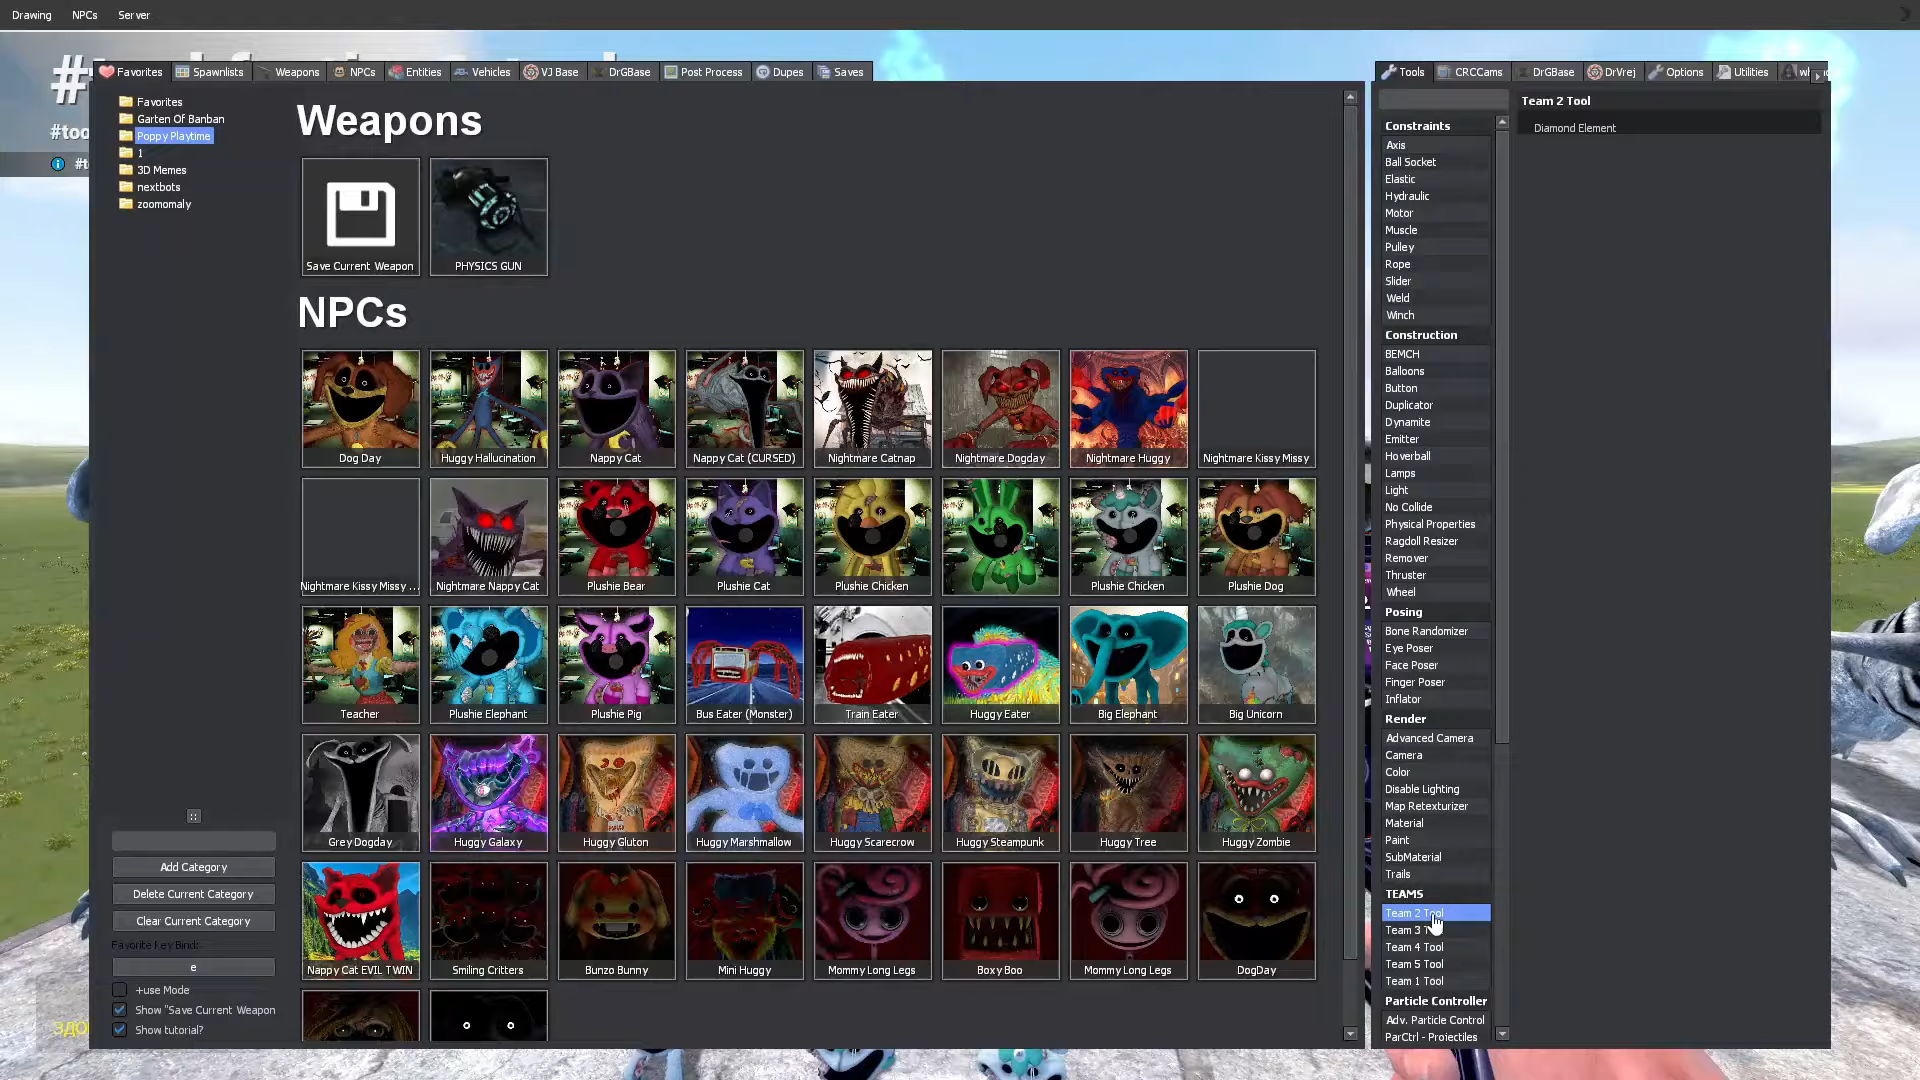 Drawing NPCs Server
Favorites Spawnlists Weapons NPCs Entities Vehicles VJ Base DrGBase Post Process Dupes Saves
Tools CRCCams DrGBase DrVrej Options Utilities
#too
#t
ЗДО
Favorites
Garten Of Banban
Poppy Playtime
1
3D Memes
nextbots
zoomomaly
Add Category
Delete Current Category
Clear Current Category
Favorite Key Bind:
e
+use Mode
Show "Save Current Weapon
Show tutorial?
Weapons
Save Current Weapon PHYSICS GUN
NPCs
Dog Day Huggy Hallucination Nappy Cat Nappy Cat (CURSED) Nightmare Catnap Nightmare Dogday Nightmare Huggy Nightmare Kissy Missy
Nightmare Kissy Missy ... Nightmare Nappy Cat Plushie Bear Plushie Cat Plushie Chicken Plushie Chicken Plushie Dog
Teacher Plushie Elephant Plushie Pig Bus Eater (Monster) Train Eater Huggy Eater Big Elephant Big Unicorn
Grey Dogday Huggy Galaxy Huggy Gluton Huggy Marshmallow Huggy Scarecrow Huggy Steampunk Huggy Tree Huggy Zombie
Nappy Cat EVIL TWIN Smiling Critters Bunzo Bunny Mini Huggy Mommy Long Legs Boxy Boo Mommy Long Legs DogDay
Constraints
Axis
Ball Socket
Elastic
Hydraulic
Motor
Muscle
Pulley
Rope
Slider
Weld
Winch
Construction
BEMCH
Balloons
Button
Duplicator
Dynamite
Emitter
Hoverball
Lamps
Light
No Collide
Physical Properties
Ragdoll Resizer
Remover
Thruster
Wheel
Posing
Bone Randomizer
Eye Poser
Face Poser
Finger Poser
Inflator
Render
Advanced Camera
Camera
Color
Disable Lighting
Map Retexturizer
Material
Paint
SubMaterial
Trails
TEAMS
Team 2 Tool
Team 3 T
Team 4 Tool
Team 5 Tool
Team 1 Tool
Particle Controller
Adv. Particle Control
ParCtrl - Projectiles
Team 2 Tool
Diamond Element